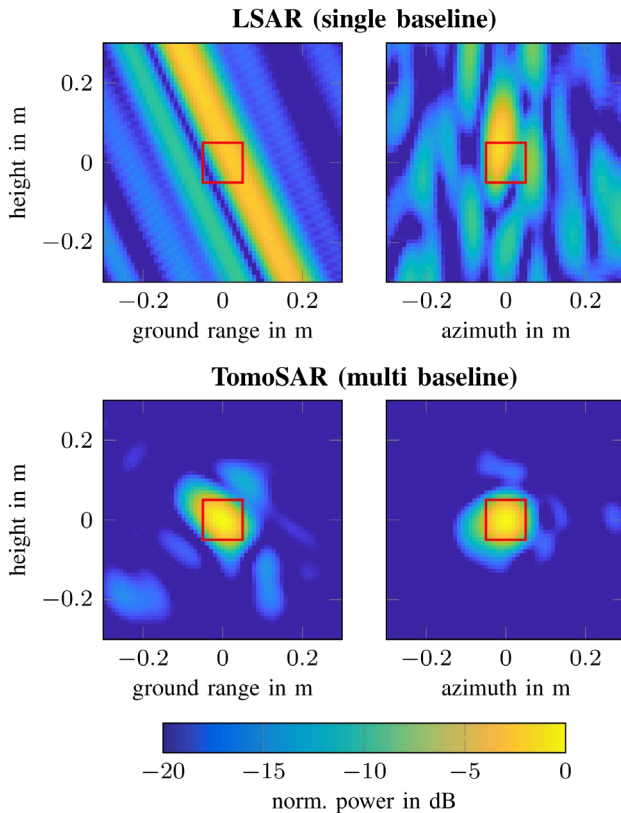 LSAR (single baseline)
height in m
0.2
0
−0.2
−0.2 0 0.2
−0.2 0 0.2
ground range in m
azimuth in m
TomoSAR (multi baseline)
height in m
0.2
0
−0.2
−0.2 0 0.2
−0.2 0 0.2
ground range in m
azimuth in m
−20 −15 −10 −5 0
norm. power in dB